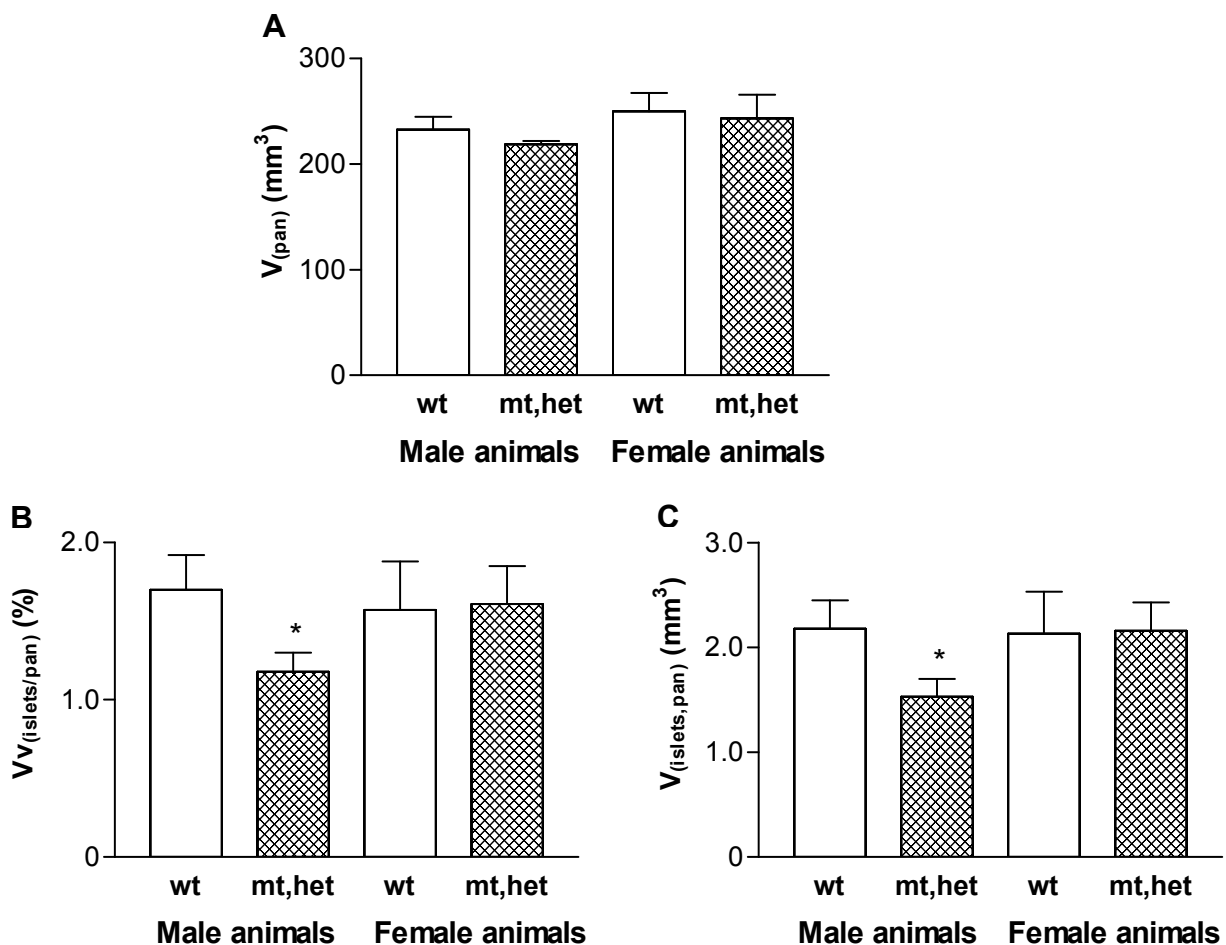 A
300
200
100
0
V(pan) (mm3)
wt mt,het wt mt,het
Male animals Female animals
B
2.0
1.0
0
Vv(islets/pan) (%)
*
wt mt,het wt mt,het
Male animals Female animals
C
3.0
2.0
1.0
0
V(islets,pan) (mm3)
*
wt mt,het wt mt,het
Male animals Female animals